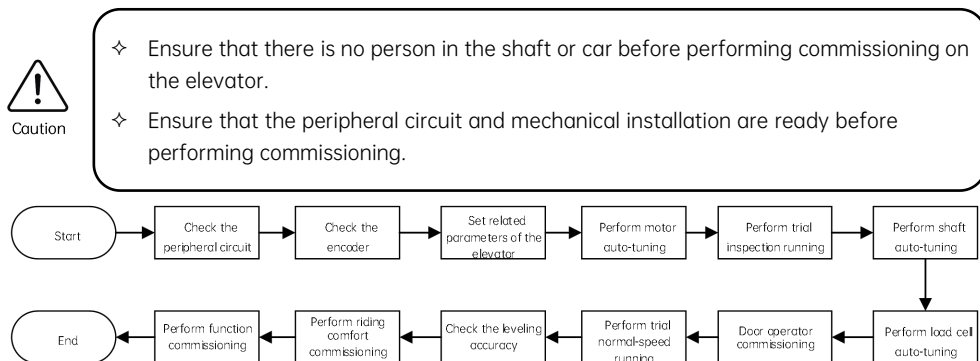 Ensure that there is no person in the shaft or car before performing commissioning on
the elevator.
Caution
Ensure that the peripheral circuit and mechanical installation are ready before
performing commissioning.
Start
Check the
peripheral circuit
Check the
encoder
Set related
parameters of the
elevator
Perform motor
auto-tuning
Perform trial
inspection running
Perform shaft
auto-tuning
Perform load cell
auto-tuning
Door operator
commissioning
Perform trial
normal-speed
running
Check the leveling
accuracy
Perform riding
comfort
commissioning
Perform function
commissioning
End